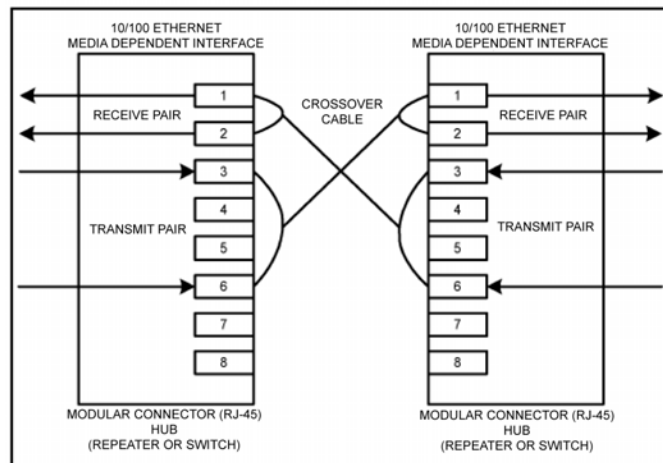 10/100 ETHERNET
MEDIA DEPENDENT INTERFACE
10/100 ETHERNET
MEDIA DEPENDENT INTERFACE
1
RECEIVE PAIR
2
3
4
TRANSMIT PAIR
5
6
7
8
CROSSOVER
CABLE
1
RECEIVE PAIR
2
3
4
TRANSMIT PAIR
5
6
7
8
MODULAR CONNECTOR (RJ-45)
HUB
(REPEATER OR SWITCH)
MODULAR CONNECTOR (RJ-45)
HUB
(REPEATER OR SWITCH)